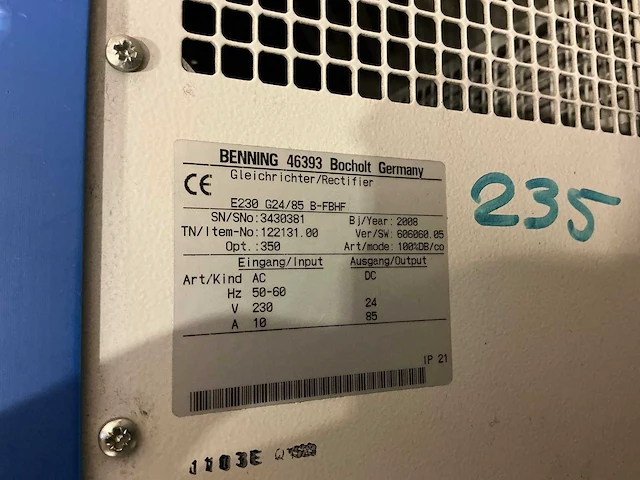 BENNING 46393 Bocholt Germany
Gleichrichter/Rectifier
CE
E230 G24/85 B-FBHF
SN/SNo: 3430381 Bj/Year: 2008
TN/Item-No: 122131.00 Ver/SW: 606060.05
Opt.: 350 Art/mode: 100%DB/co
Eingang/Input Ausgang/Output
Art/Kind AC DC
Hz 50-60
V 230 24
A 10 85
IP 21
235
1103E